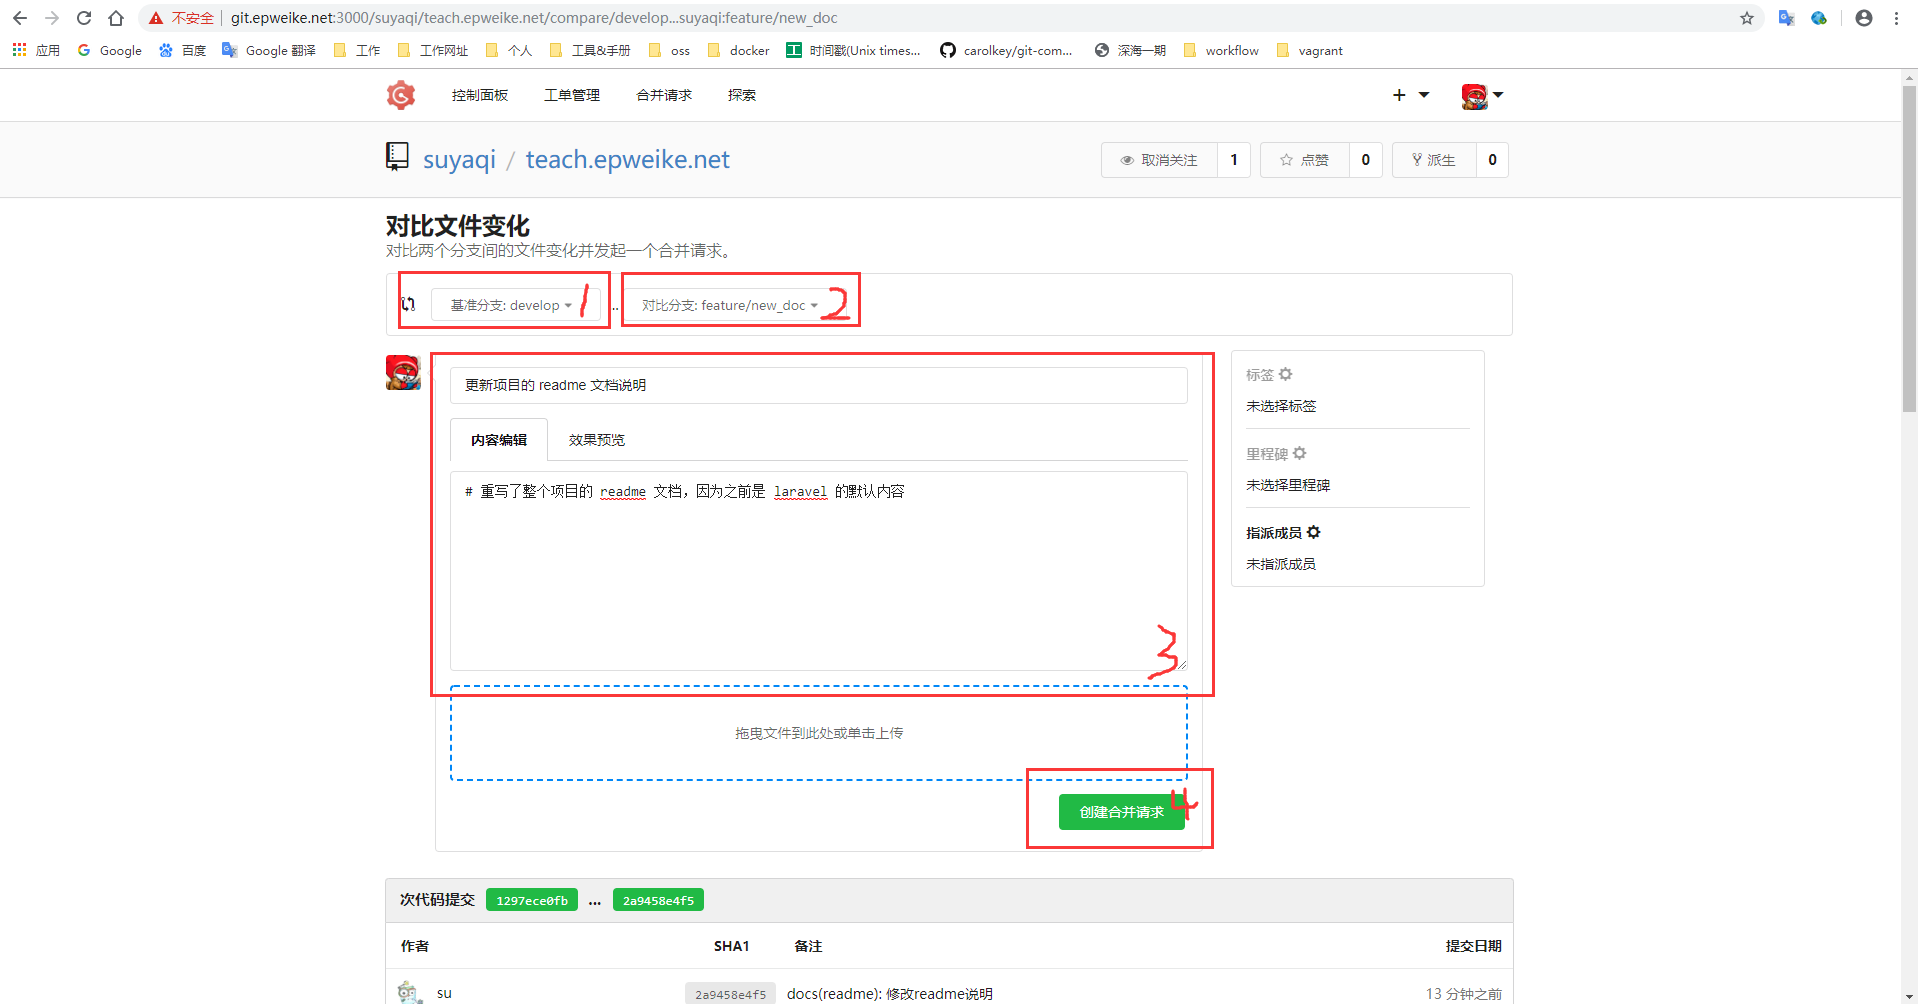 不安全 | git.epweike.net:3000/suyaqi/teach.epweike.net/compare/develop...suyaqi:feature/new_doc
应用 Google 百度 Google 翻译 工作 工作网址 个人 工具&手册 oss docker 时间戳(Unix times... carolkey/git-com... 深海一期 workflow vagrant
控制面板 工单管理 合并请求 探索
suyaqi / teach.epweike.net
取消关注 1 点赞 0 派生 0
对比文件变化
对比两个分支间的文件变化并发起一个合并请求。
基准分支: develop 1 ... 对比分支: feature/new_doc 2
更新项目的 readme 文档说明
内容编辑 效果预览
# 重写了整个项目的 readme 文档，因为之前是 laravel 的默认内容
3
拖曳文件到此处或单击上传
创建合并请求 4
标签
未选择标签
里程碑
未选择里程碑
指派成员
未指派成员
次代码提交 1297ece0fb ... 2a9458e4f5
作者 SHA1 备注 提交日期
su 2a9458e4f5 docs(readme): 修改readme说明 13 分钟之前